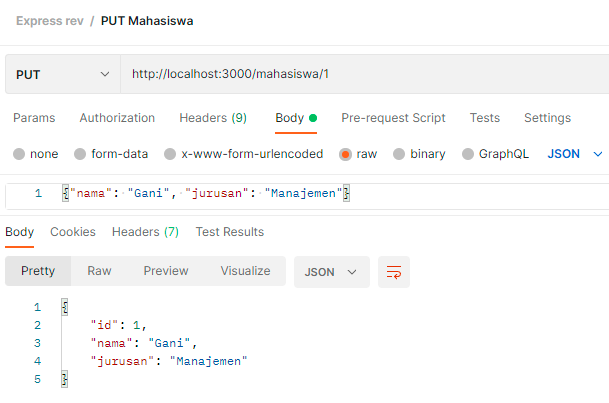 Express rev / PUT Mahasiswa
PUT http://localhost:3000/mahasiswa/1
Params Authorization Headers (9) Body Pre-request Script Tests Settings
none form-data x-www-form-urlencoded raw binary GraphQL JSON
1 {"nama": "Gani", "jurusan": "Manajemen"}
Body Cookies Headers (7) Test Results
Pretty Raw Preview Visualize JSON
1 {
2 "id": 1,
3 "nama": "Gani",
4 "jurusan": "Manajemen"
5 }